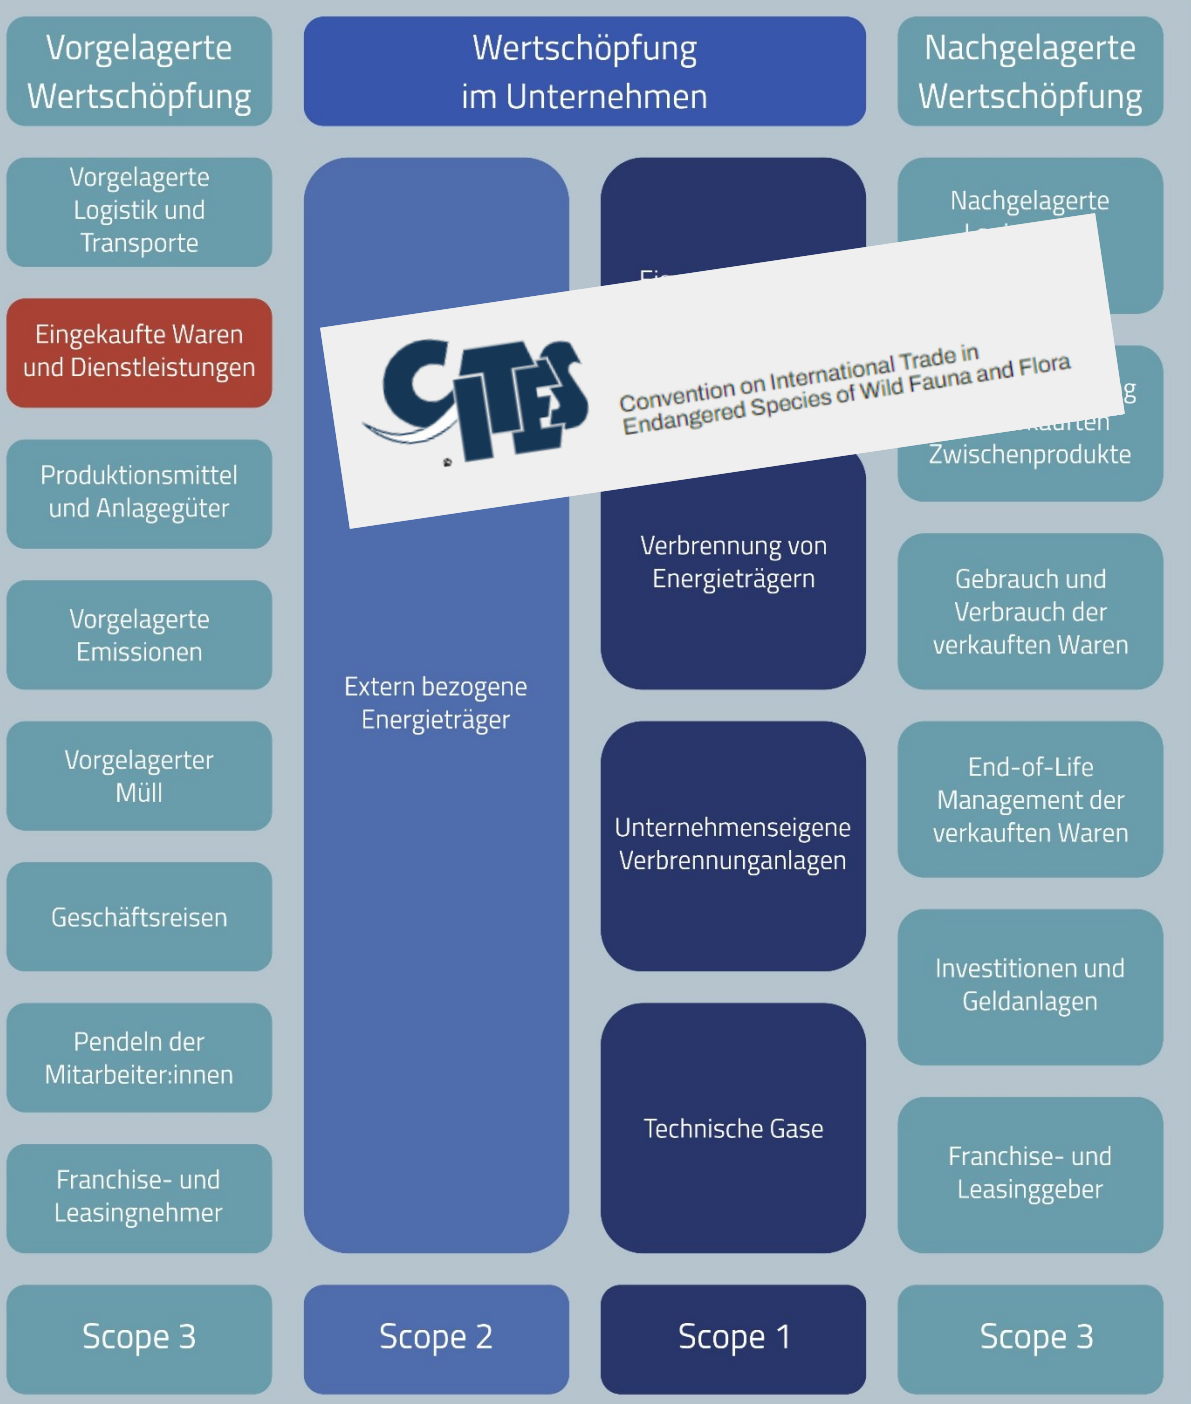 Vorgelagerte
Wertschöpfung
Wertschöpfung
im Unternehmen
Nachgelagerte
Wertschöpfung
Vorgelagerte
Logistik und
Transporte
Eingekaufte Waren
und Dienstleistungen
Produktionsmittel
und Anlagegüter
Vorgelagerte
Emissionen
Vorgelagerter
Müll
Geschäftsreisen
Pendeln der
Mitarbeiter:innen
Franchise- und
Leasingnehmer
Scope 3
Extern bezogene
Energieträger
Scope 2
Verbrennung von
Energieträgern
Unternehmenseigene
Verbrennunganlagen
Technische Gase
Scope 1
Nachgelagerte
Zwischenprodukte
Gebrauch und
Verbrauch der
verkauften Waren
End-of-Life
Management der
verkauften Waren
Investitionen und
Geldanlagen
Franchise- und
Leasinggeber
Scope 3
CITES
®
Convention on International Trade in
Endangered Species of Wild Fauna and Flora